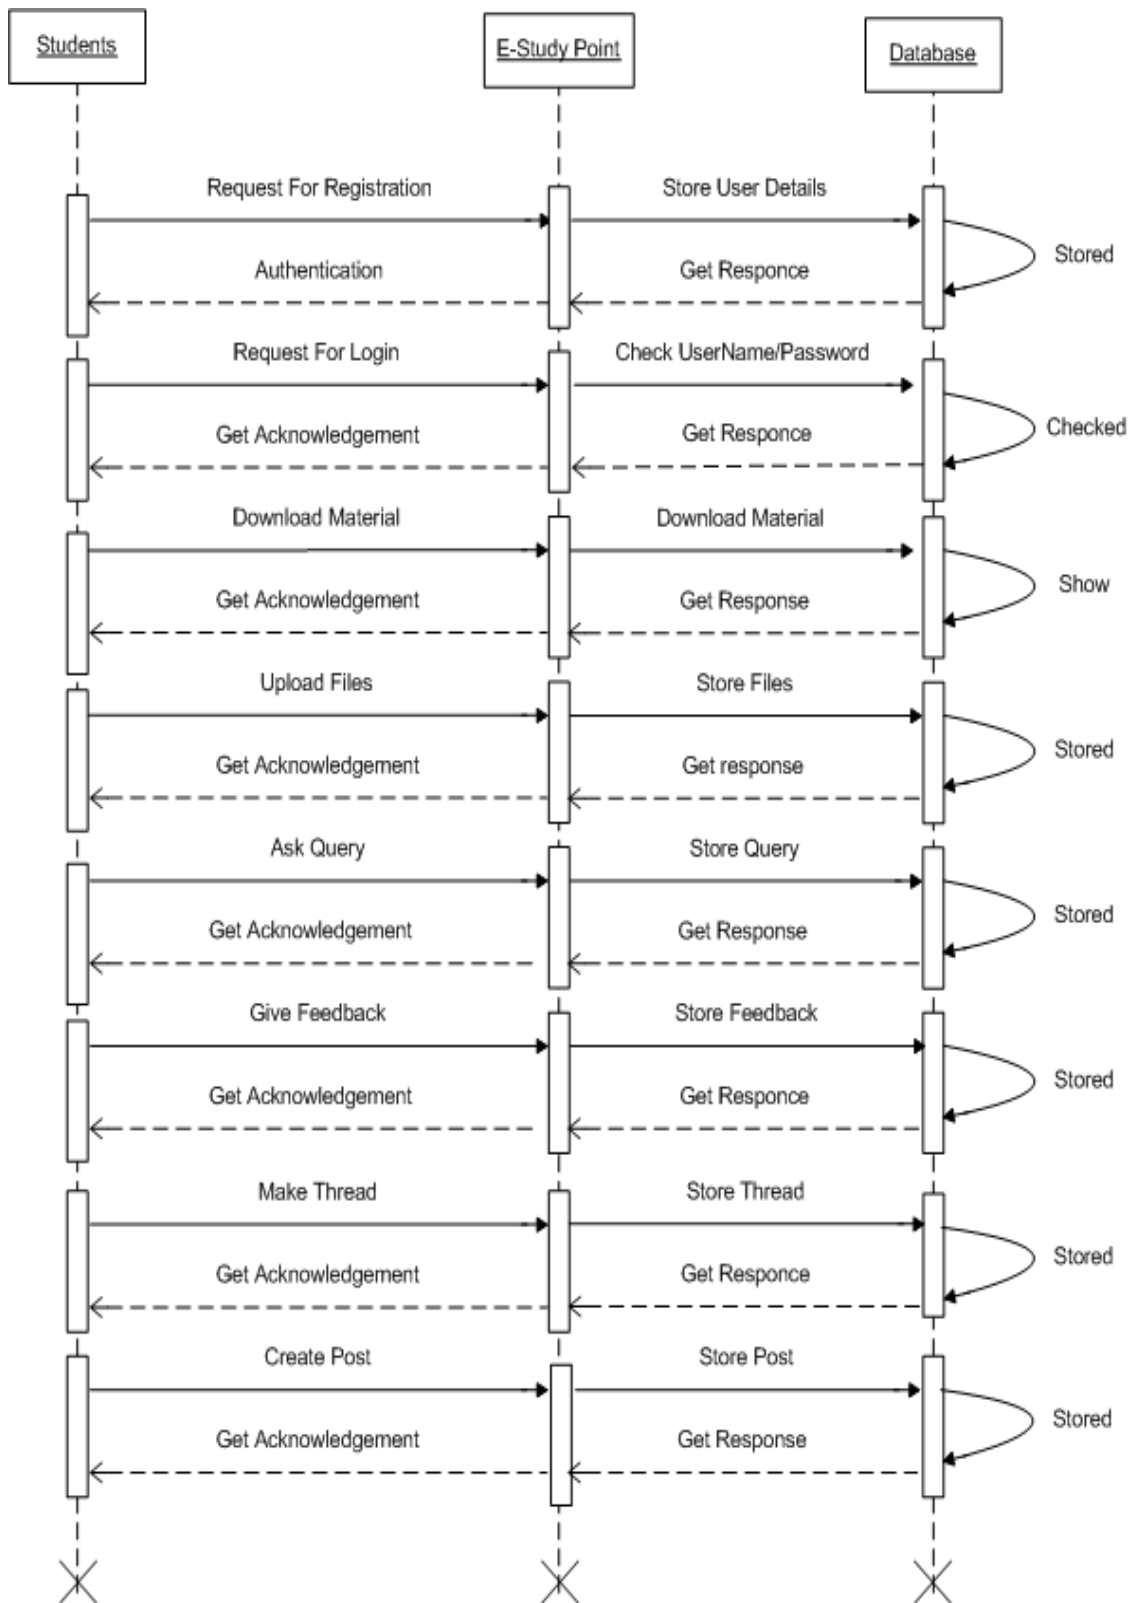 Students
E-Study Point
Database
Request For Registration
Store User Details
Stored
Authentication
Get Responce
Request For Login
Check UserName/Password
Checked
Get Acknowledgement
Get Responce
Download Material
Download Material
Show
Get Acknowledgement
Get Response
Upload Files
Store Files
Stored
Get Acknowledgement
Get response
Ask Query
Store Query
Stored
Get Acknowledgement
Get Response
Give Feedback
Store Feedback
Stored
Get Acknowledgement
Get Responce
Make Thread
Store Thread
Stored
Get Acknowledgement
Get Responce
Create Post
Store Post
Stored
Get Acknowledgement
Get Response